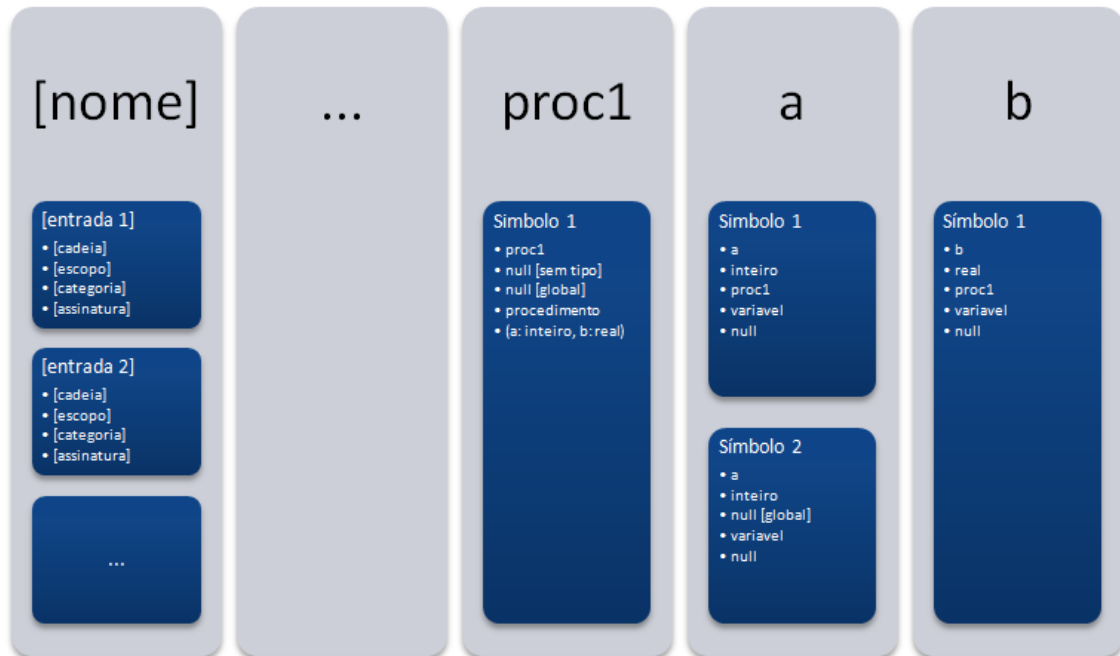 [nome]
[entrada 1]
• [cadeia]
• [escopo]
• [categoria]
• [assinatura]
[entrada 2]
• [cadeia]
• [escopo]
• [categoria]
• [assinatura]
...
...
proc1
Simbolo 1
• proc1
• null [sem tipo]
• null [global]
• procedimento
• (a: inteiro, b: real)
a
Simbolo 1
• a
• inteiro
• proc1
• variavel
• null
Símbolo 2
• a
• inteiro
• null [global]
• variavel
• null
b
Símbolo 1
• b
• real
• proc1
• variavel
• null